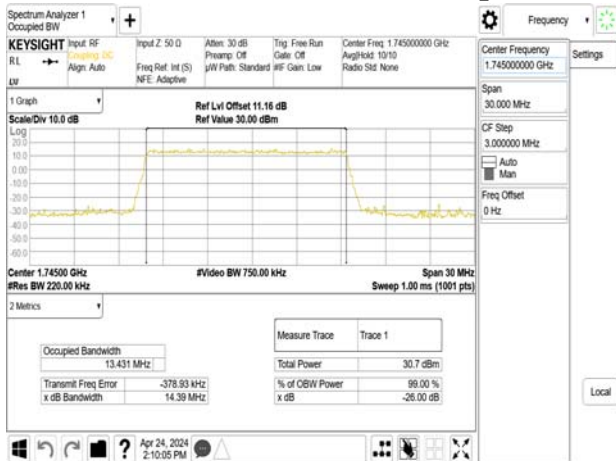 Spectrum Analyzer 1
Occupied BW
+
Frequency
KEYSIGHT
RL
Input: RF
Coupling: DC
Align: Auto
Input Z: 50 Ω
Freq Ref: Int (S)
NFE: Adaptive
Atten: 30 dB
Preamp: Off
µW Path: Standard
Trig: Free Run
Gate: Off
#IF Gain: Low
Center Freq: 1.745000000 GHz
Avg|Hold: 10/10
Radio Std: None
1 Graph
Scale/Div 10.0 dB
Ref Lvl Offset 11.16 dB
Ref Value 30.00 dBm
Log
20.0
10.0
0.00
-10.0
-20.0
-30.0
-40.0
-50.0
-60.0
Center 1.74500 GHz
#Video BW 750.00 kHz
Span 30 MHz
#Res BW 220.00 kHz
Sweep 1.00 ms (1001 pts)
2 Metrics
Occupied Bandwidth
13.431 MHz
Transmit Freq Error
-378.93 kHz
x dB Bandwidth
14.39 MHz
Measure Trace
Trace 1
Total Power
30.7 dBm
% of OBW Power
99.00 %
x dB
-26.00 dB
Center Frequency
1.745000000 GHz
Settings
Span
30.000 MHz
CF Step
3.000000 MHz
Auto
Man
Freq Offset
0 Hz
Local
?
Apr 24, 2024
2:10:05 PM